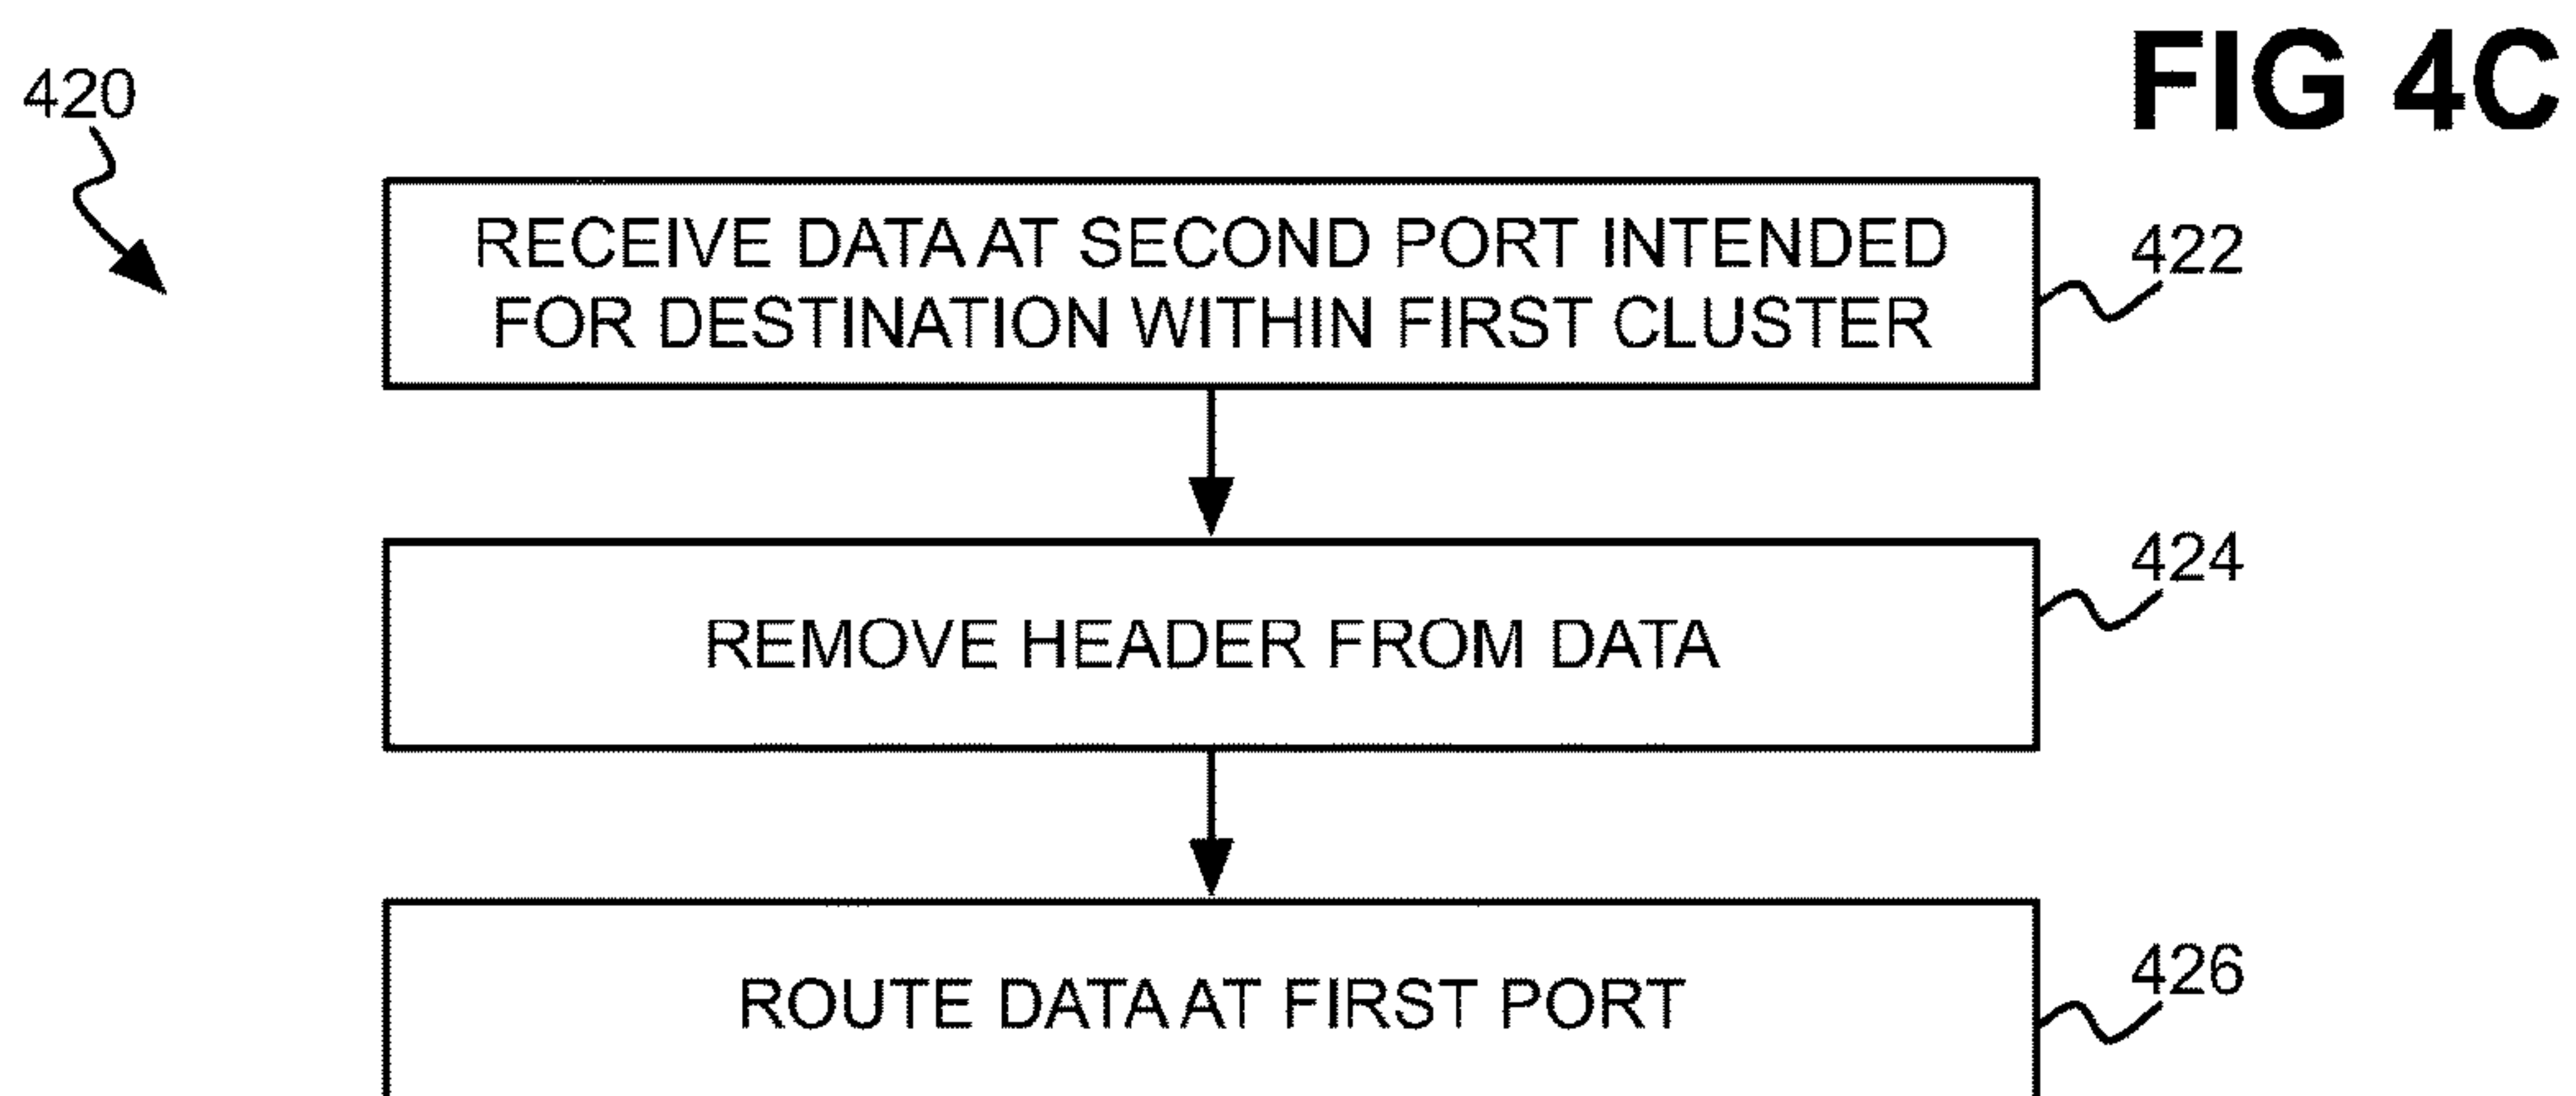 FIG 4C
420
RECEIVE DATA AT SECOND PORT INTENDED
FOR DESTINATION WITHIN FIRST CLUSTER
422
REMOVE HEADER FROM DATA
424
ROUTE DATA AT FIRST PORT
426